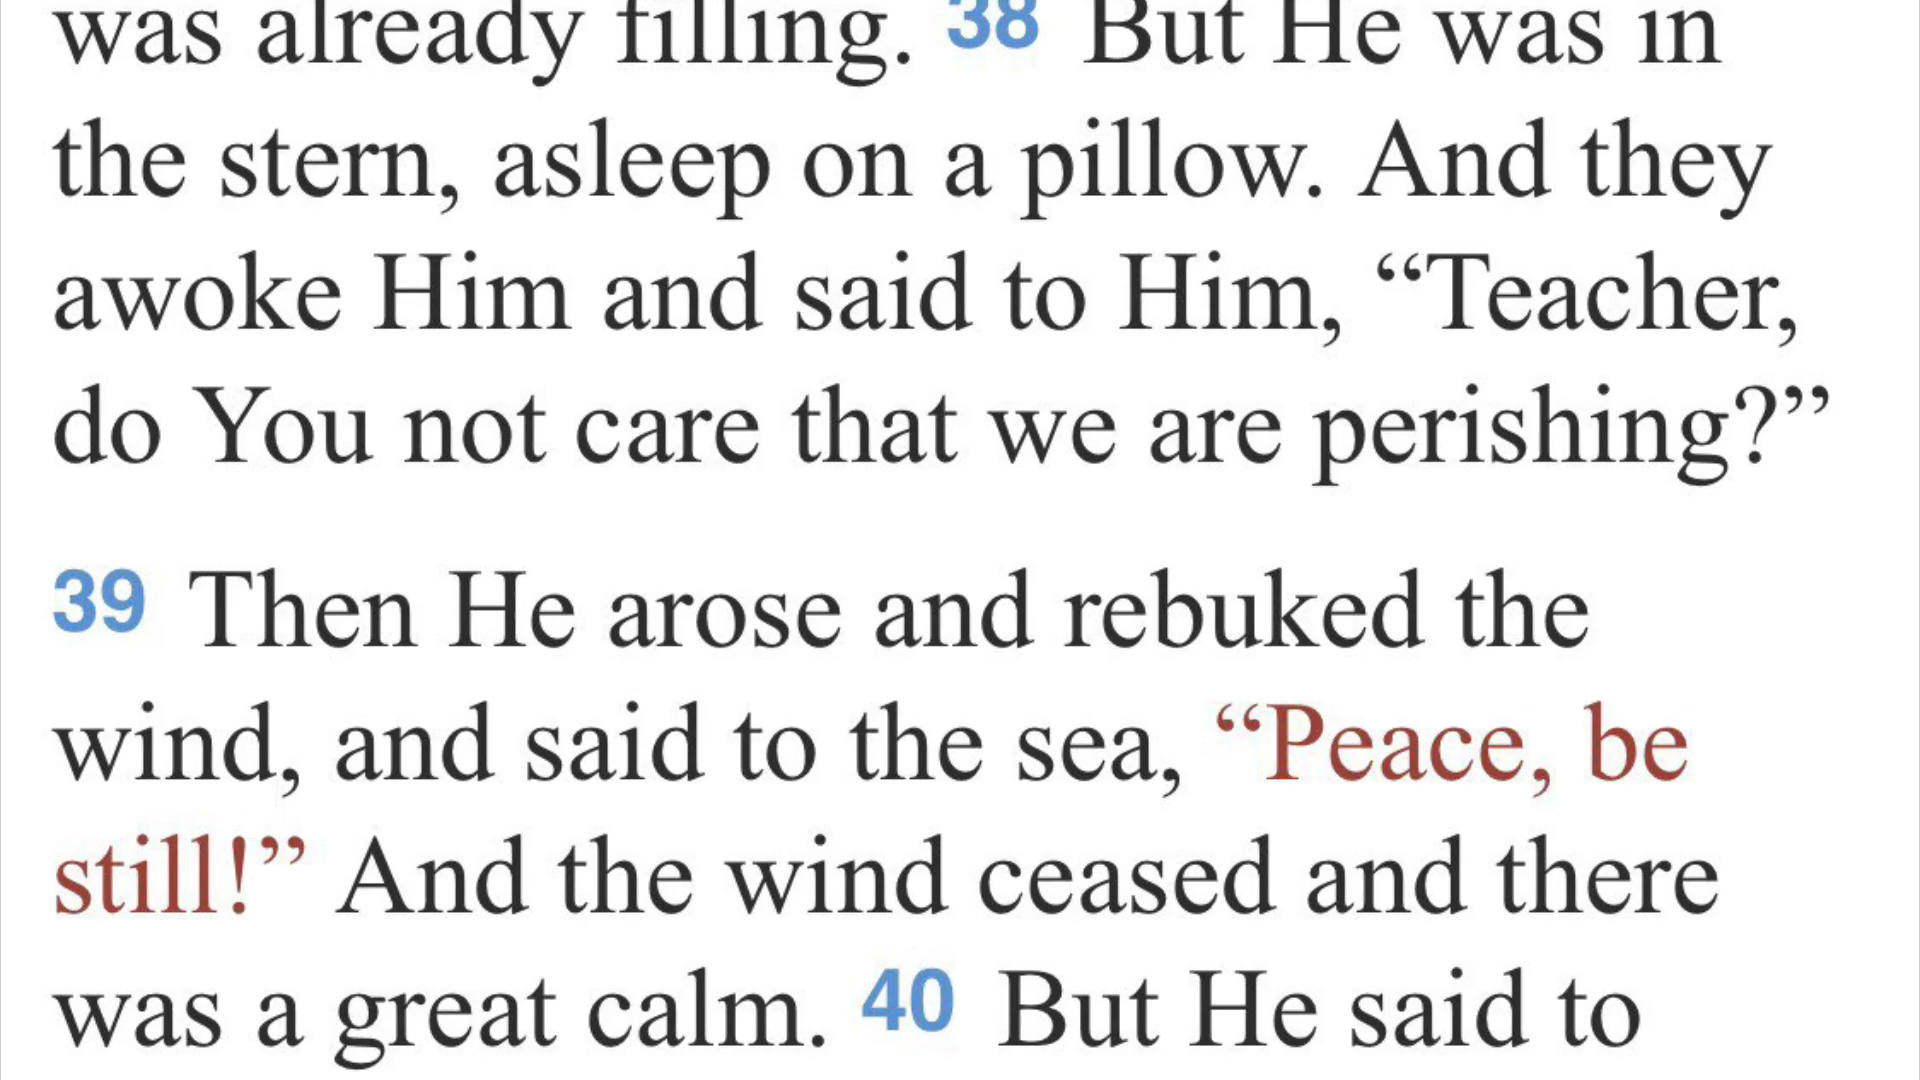 was already filling. 38 But He was in
the stern, asleep on a pillow. And they
awoke Him and said to Him, “Teacher,
do You not care that we are perishing?”
39 Then He arose and rebuked the
wind, and said to the sea, “Peace, be
still!” And the wind ceased and there
was a great calm. 40 But He said to